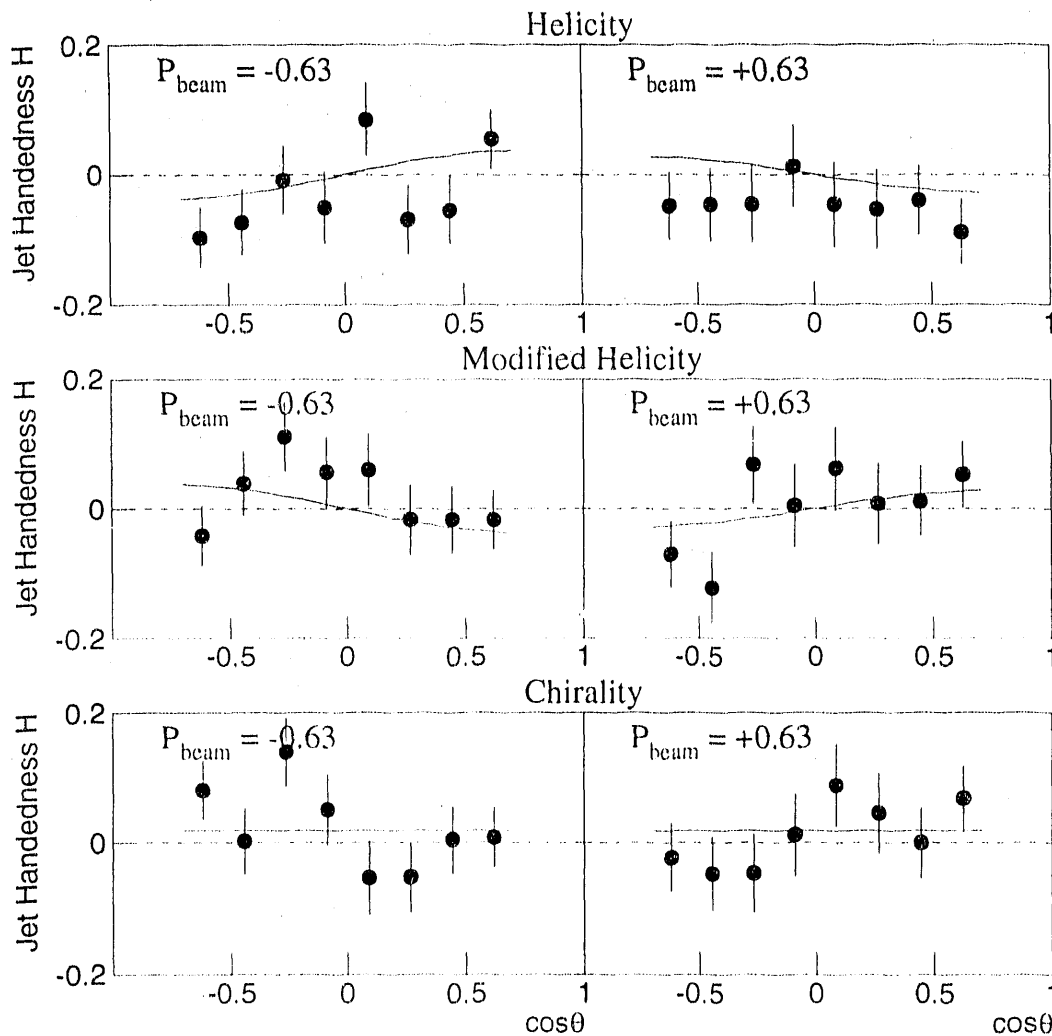 Helicity
Jet Handedness H
0.2
0
-0.2
P_beam = -0.63
P_beam = +0.63
-0.5 0 0.5 1 -0.5 0 0.5 1
Modified Helicity
Jet Handedness H
0.2
0
-0.2
P_beam = -0.63
P_beam = +0.63
-0.5 0 0.5 1 -0.5 0 0.5 1
Chirality
Jet Handedness H
0.2
0
-0.2
P_beam = -0.63
P_beam = +0.63
-0.5 0 0.5 1 -0.5 0 0.5 1
cosθ cosθ